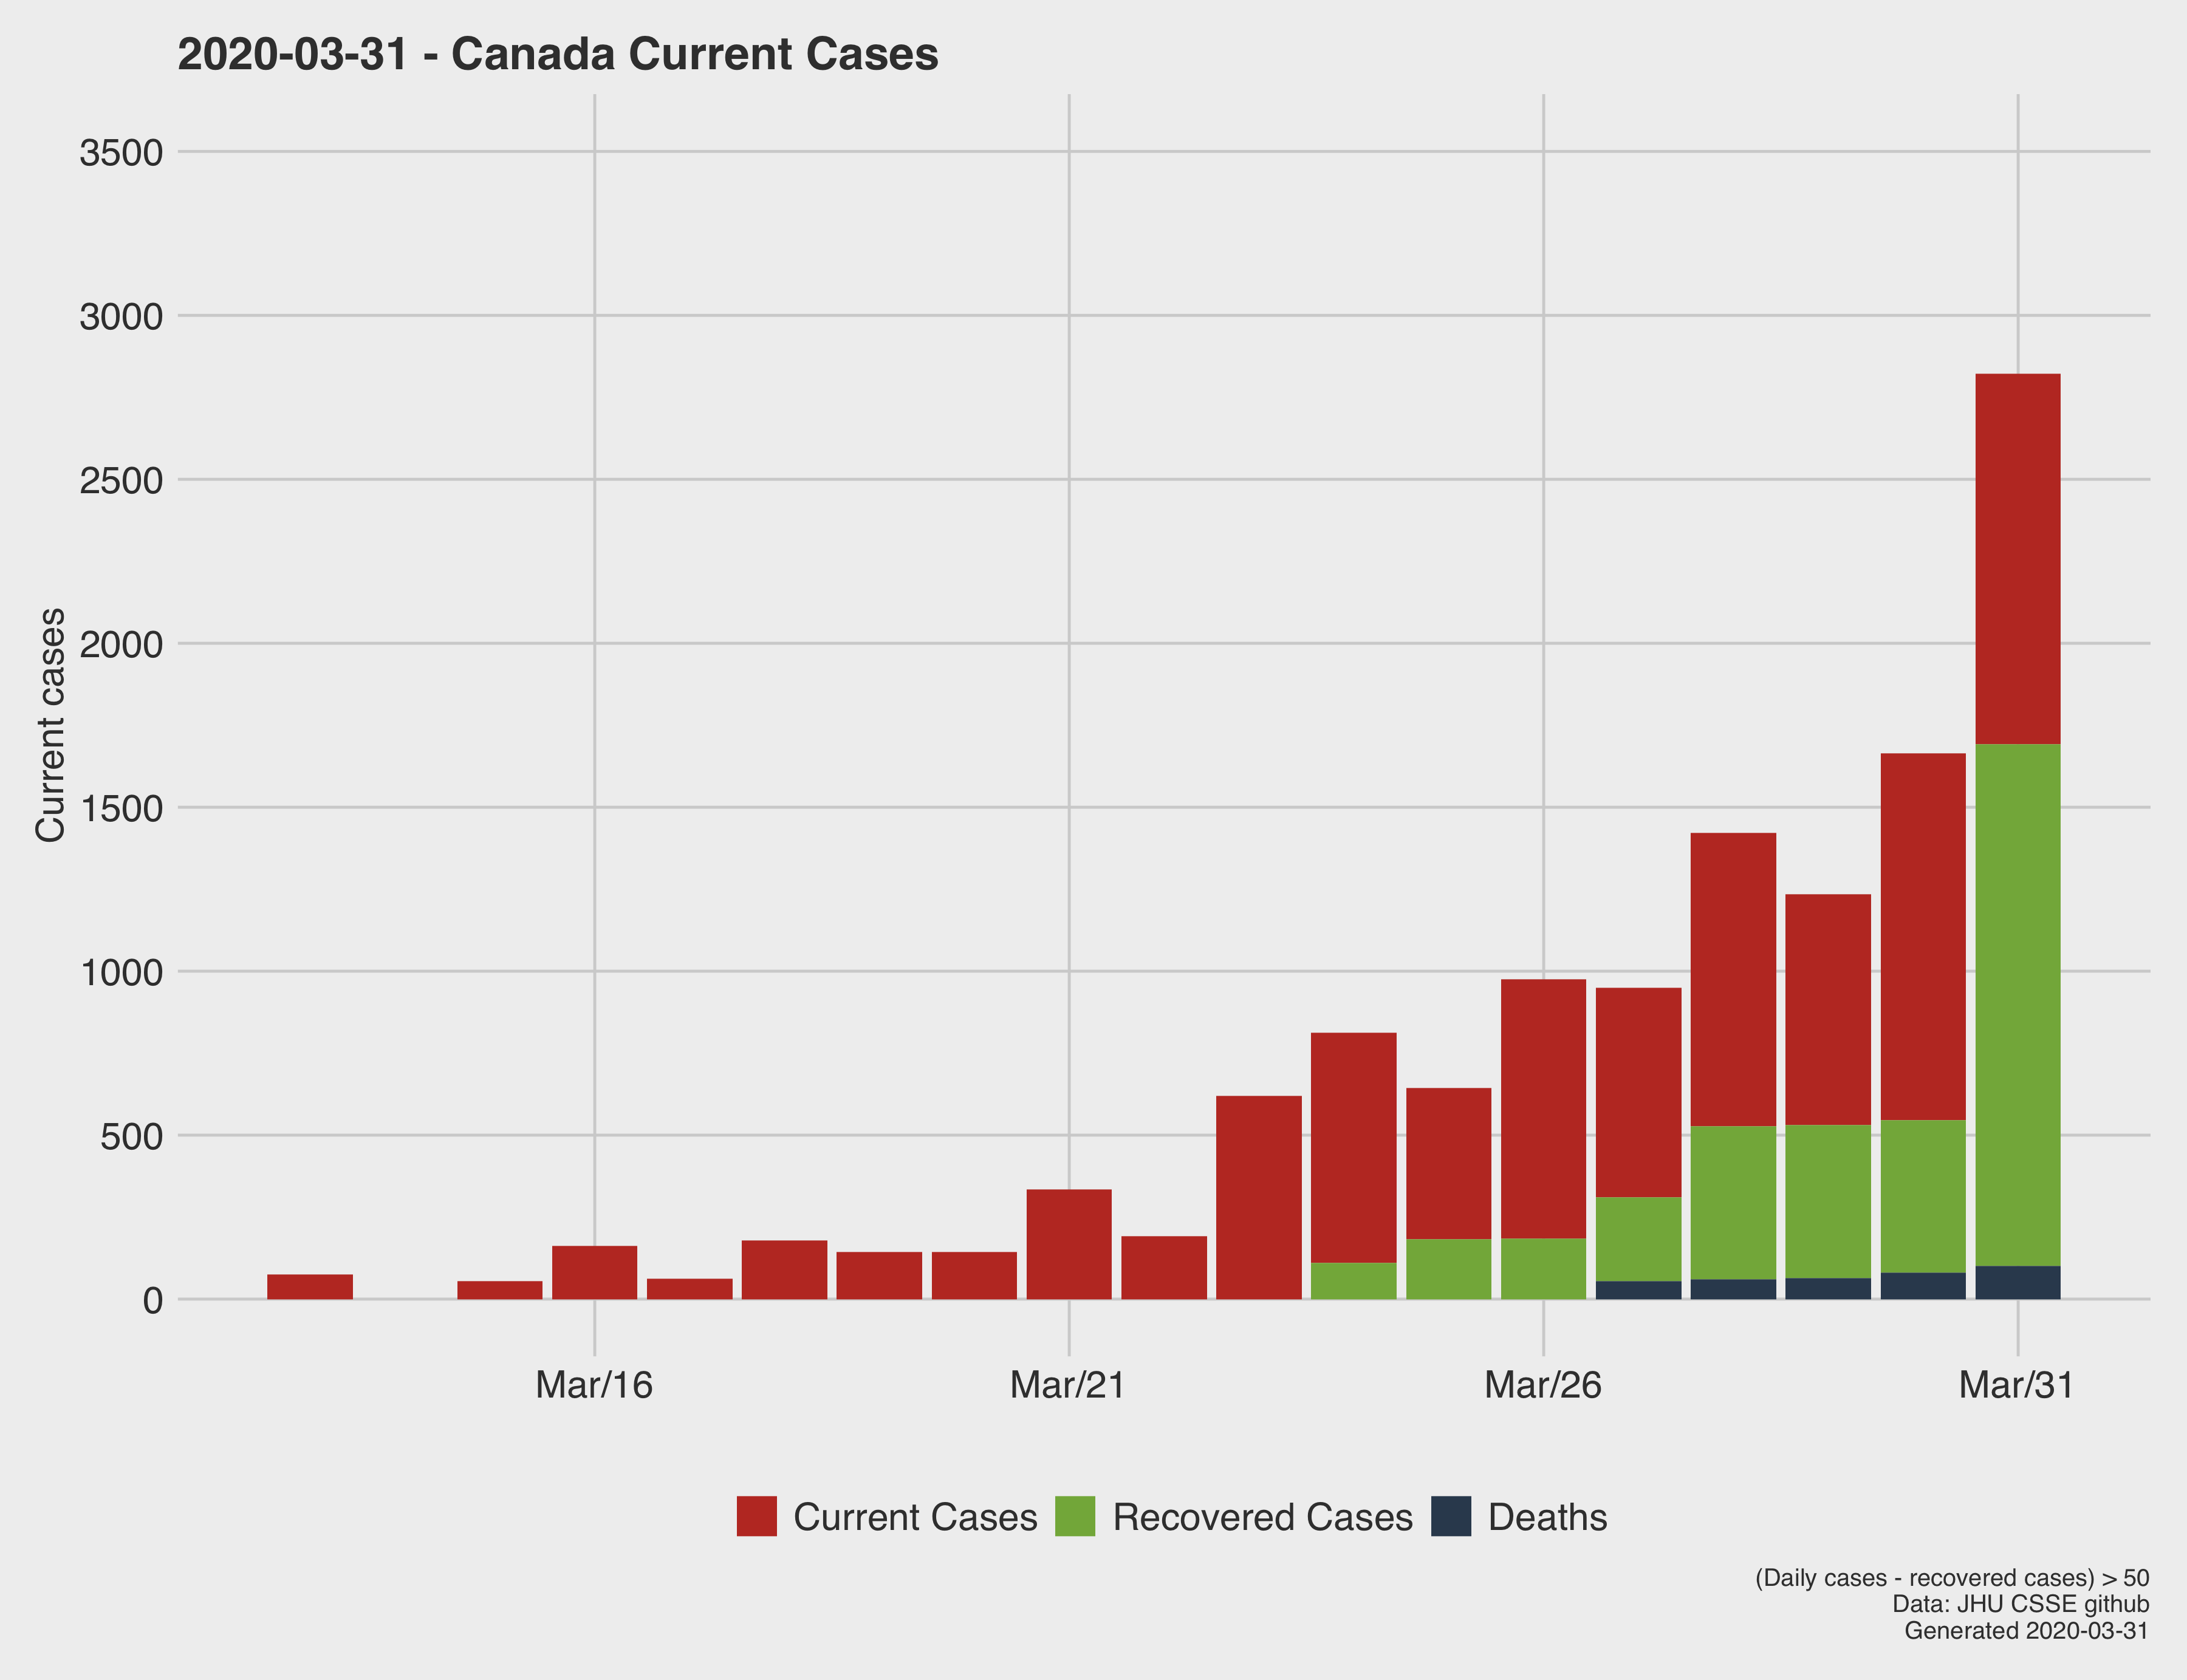 2020-03-31 - Canada Current Cases
Current cases
3500
3000
2500
2000
1500
1000
500
0
Mar/16 Mar/21 Mar/26 Mar/31
Current Cases Recovered Cases Deaths
(Daily cases - recovered cases) > 50
Data: JHU CSSE github
Generated 2020-03-31